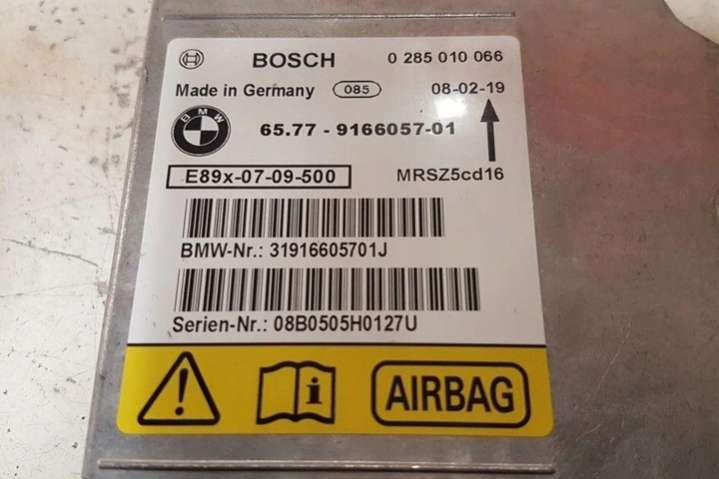 BOSCH 0 285 010 066
Made in Germany 085 08-02-19
BMW 65.77 - 9166057-01
E89x-07-09-500 MRSZ5cd16
BMW-Nr.: 31916605701J
Serien-Nr.: 08B0505H0127U
i AIRBAG